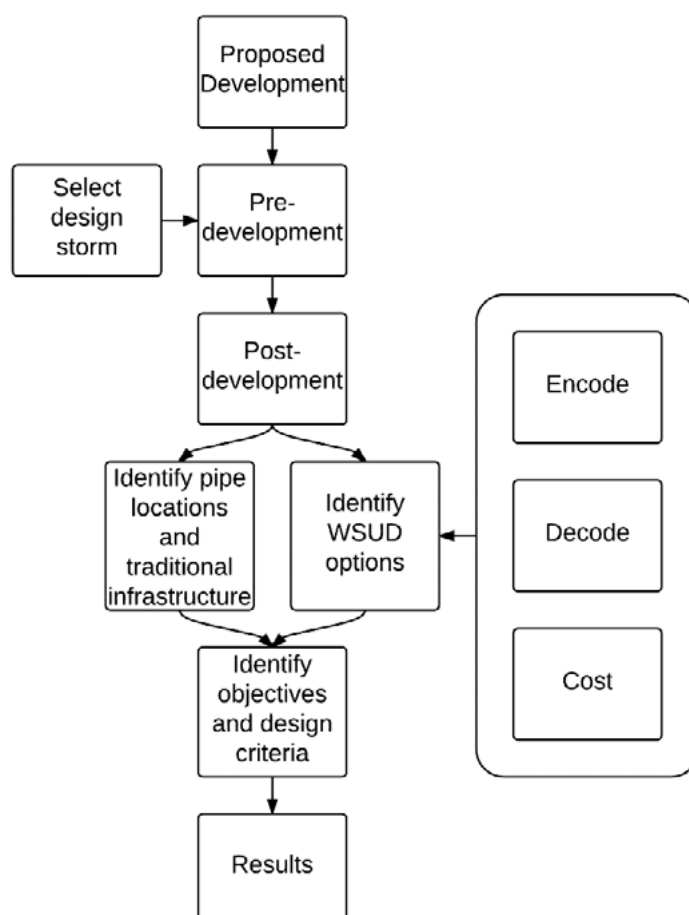 Proposed
Development
Select
design
storm
Pre-
development
Post-
development
Identify pipe
locations
and
traditional
infrastructure
Identify
WSUD
options
Encode
Decode
Cost
Identify
objectives
and design
criteria
Results